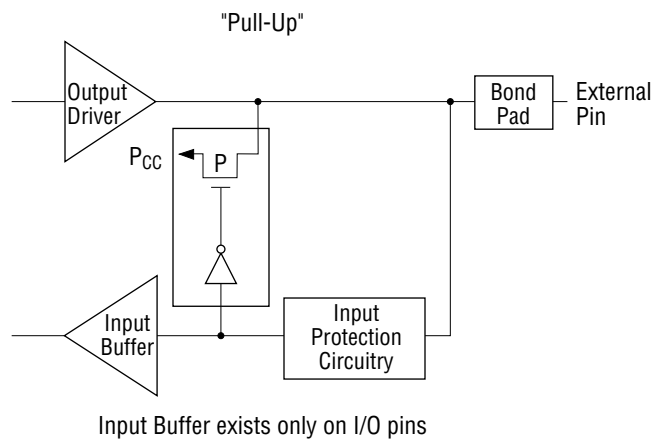 "Pull-Up"
Output
Driver
Bond
Pad
External
Pin
PCC
P
Input
Buffer
Input
Protection
Circuitry
Input Buffer exists only on I/O pins